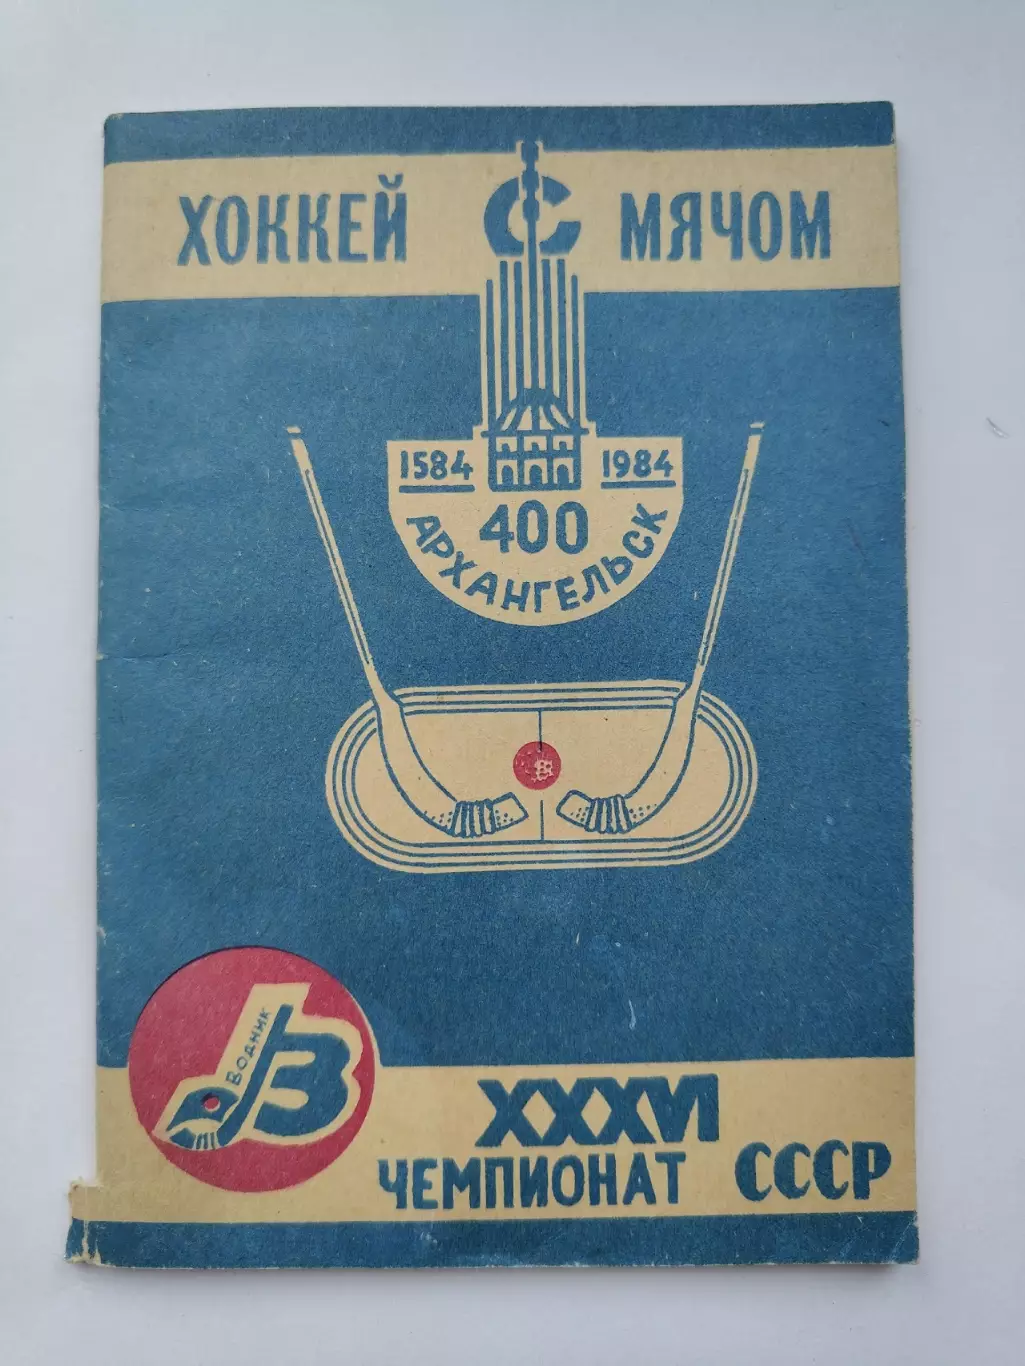 ХОККЕЙ С МЯЧОМ
1584 1984
400
АРХАНГЕЛЬСК
Водник
В
XXXVI
ЧЕМПИОНАТ СССР